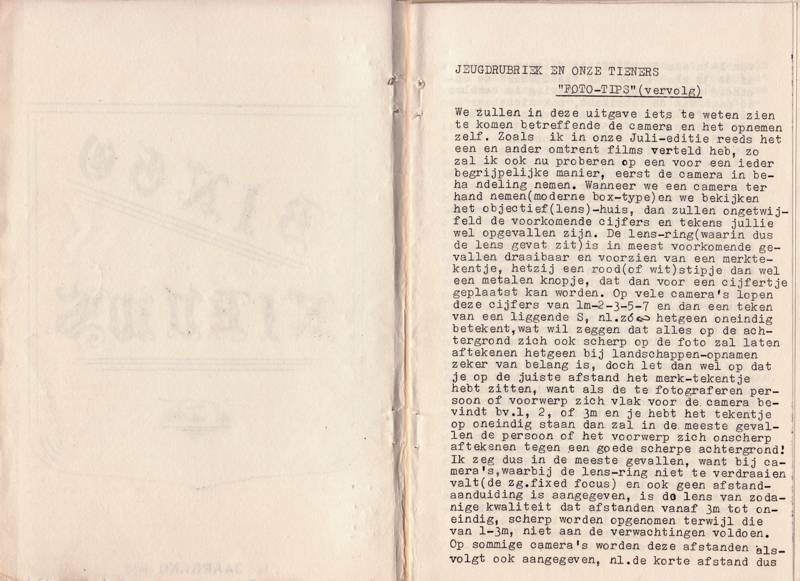 JEUGDRUBRIEK EN ONZE TIENERS
"FOTO-TIPS"(vervolg)
We zullen in deze uitgave iets te weten zien
te komen betreffende de camera en het opnemen
zelf. Zoals ik in onze Juli-editie reeds het
een en ander omtrent films verteld heb, zo
zal ik ook nu proberen op een voor een ieder
begrijpelijke manier, eerst de camera in be-
ha ndeling nemen. Wanneer we een camera ter
hand nemen(moderne box-type)en we bekijken
het objectief(lens)-huis, dan zullen ongetwij-
feld de voorkomende cijfers en tekens jullie
wel opgevallen zijn. De lens-ring(waarin dus
de lens gevat zit)is in meest voorkomende ge-
vallen draaibaar en voorzien van een merkte-
kentje, hetzij een rood(of wit)stipje dan wel
een metalen knopje, dat dan voor een cijfertje
geplaatst kan worden. Op vele camera's lopen
deze cijfers van 1m-2-3-5-7 en dan een teken
van een liggende S, nl.zó ∞ hetgeen oneindig
betekent,wat wil zeggen dat alles op de ach-
tergrond zich ook scherp op de foto zal laten
aftekenen hetgeen bij landschappen-opnamen
zeker van belang is, doch let dan wel op dat
je op de juiste afstand het merk-tekentje
hebt zitten, want als de te fotograferen per-
soon of voorwerp zich vlak voor de camera be-
vindt bv.1, 2, of 3m en je hebt het tekentje
op oneindig staan dan zal in de meeste geval-
len de persoon of het voorwerp zich onscherp
aftekenen tegen een goede scherpe achtergrond!
Ik zeg dus in de meeste gevallen, want bij ca-
mera's,waarbij de lens-ring niet te verdraaien
valt(de zg.fixed focus) en ook geen afstand-
aanduiding is aangegeven, is de lens van zoda-
nige kwaliteit dat afstanden vanaf 3m tot on-
eindig, scherp worden opgenomen terwijl die
van 1-3m, niet aan de verwachtingen voldoen.
Op sommige camera's worden deze afstanden als-
volgt ook aangegeven, nl.de korte afstand dus